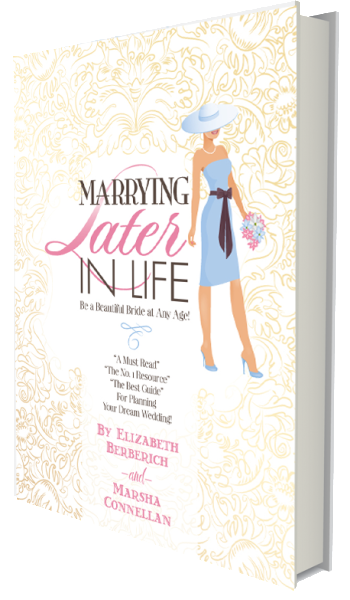 MARRYING
Later
IN LIFE
Be a Beautiful Bride at Any Age!
"A Must Read"
"The No. 1 Resource"
"The Best Guide"
For Planning
Your Dream Wedding!
By Elizabeth
Berberich
—and—
Marsha
Connellan